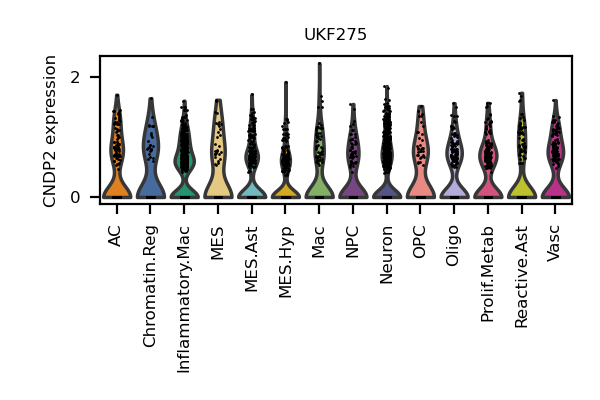 UKF275
CNDP2 expression
2
0
AC
Chromatin.Reg
Inflammatory.Mac
MES
MES.Ast
MES.Hyp
Mac
NPC
Neuron
OPC
Oligo
Prolif.Metab
Reactive.Ast
Vasc